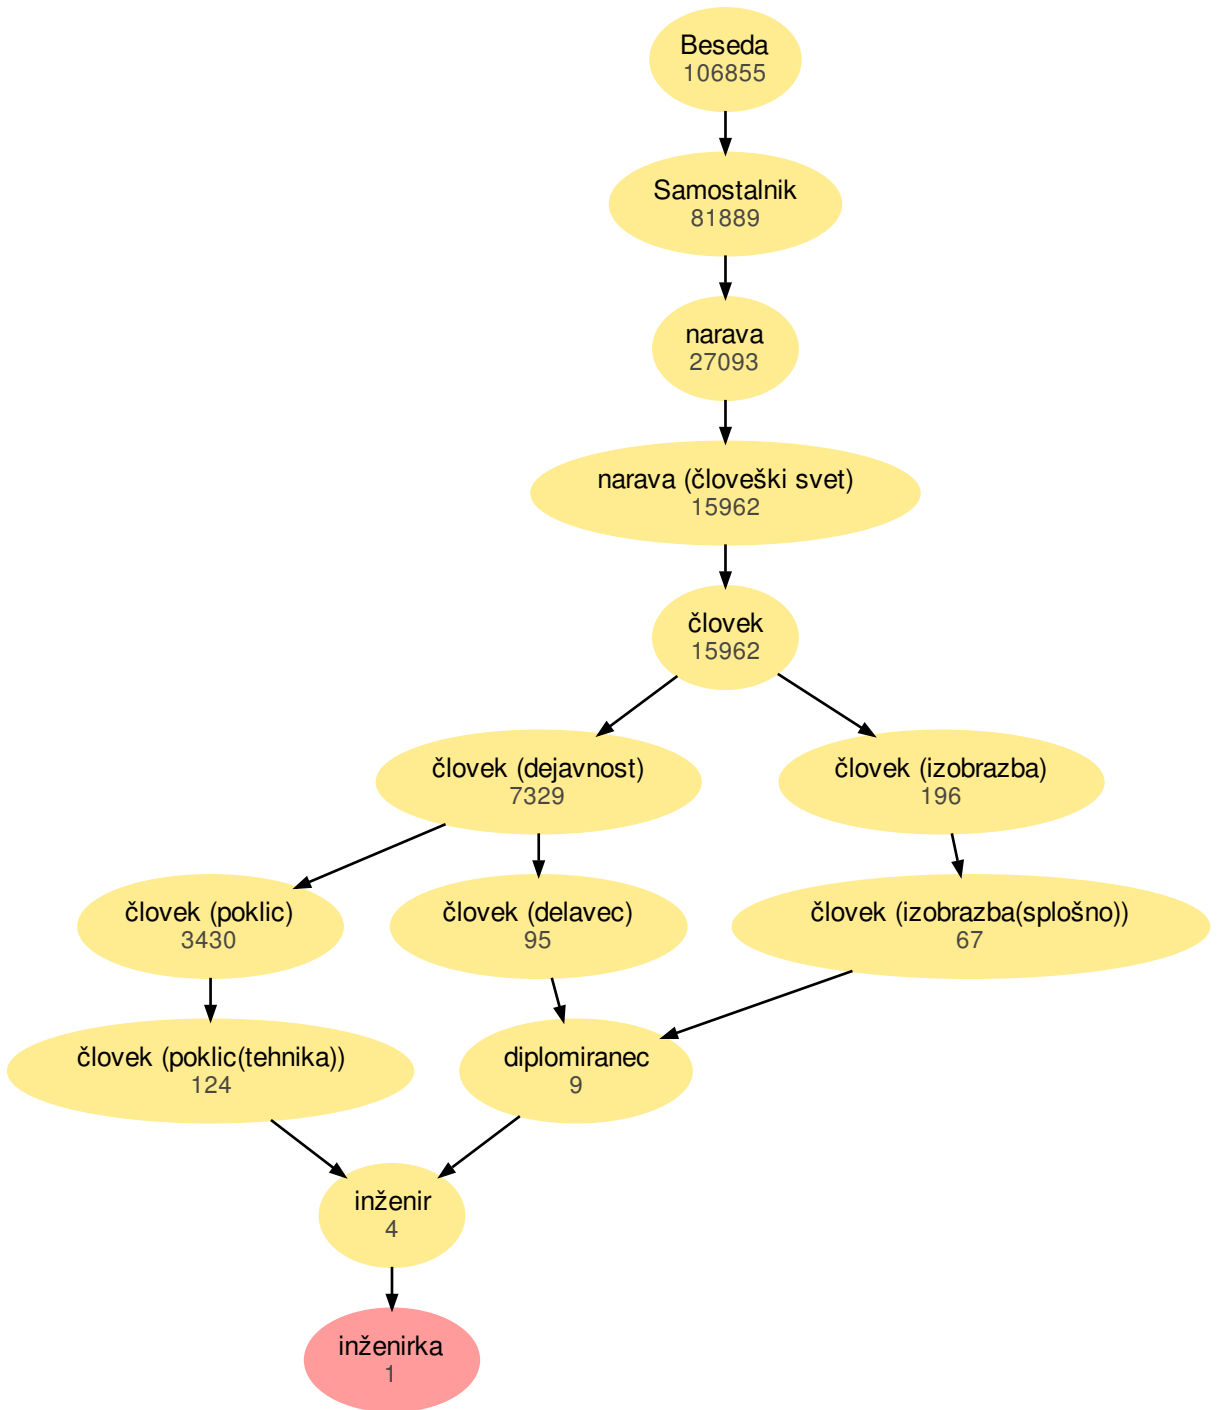 Beseda
106855
Samostalnik
81889
narava
27093
narava (človeški svet)
15962
človek
15962
človek (dejavnost)
7329
človek (izobrazba)
196
človek (poklic)
3430
človek (delavec)
95
človek (izobrazba(splošno))
67
človek (poklic(tehnika))
124
diplomiranec
9
inženir
4
inženirka
1